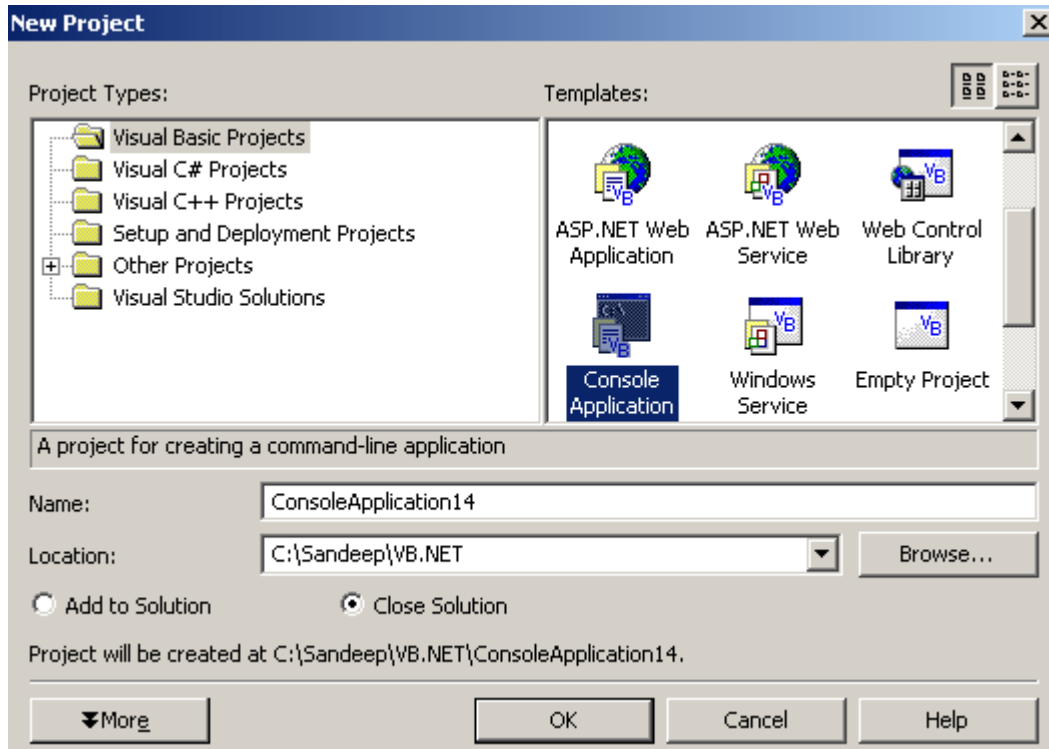 New Project
Project Types:
Templates:
Visual Basic Projects
Visual C# Projects
Visual C++ Projects
Setup and Deployment Projects
Other Projects
Visual Studio Solutions
ASP.NET Web
Application
ASP.NET Web
Service
Web Control
Library
Console
Application
Windows
Service
Empty Project
A project for creating a command-line application
Name:
ConsoleApplication14
Location:
C:\Sandeep\VB.NET
Browse...
Add to Solution
Close Solution
Project will be created at C:\Sandeep\VB.NET\ConsoleApplication14.
More
OK
Cancel
Help